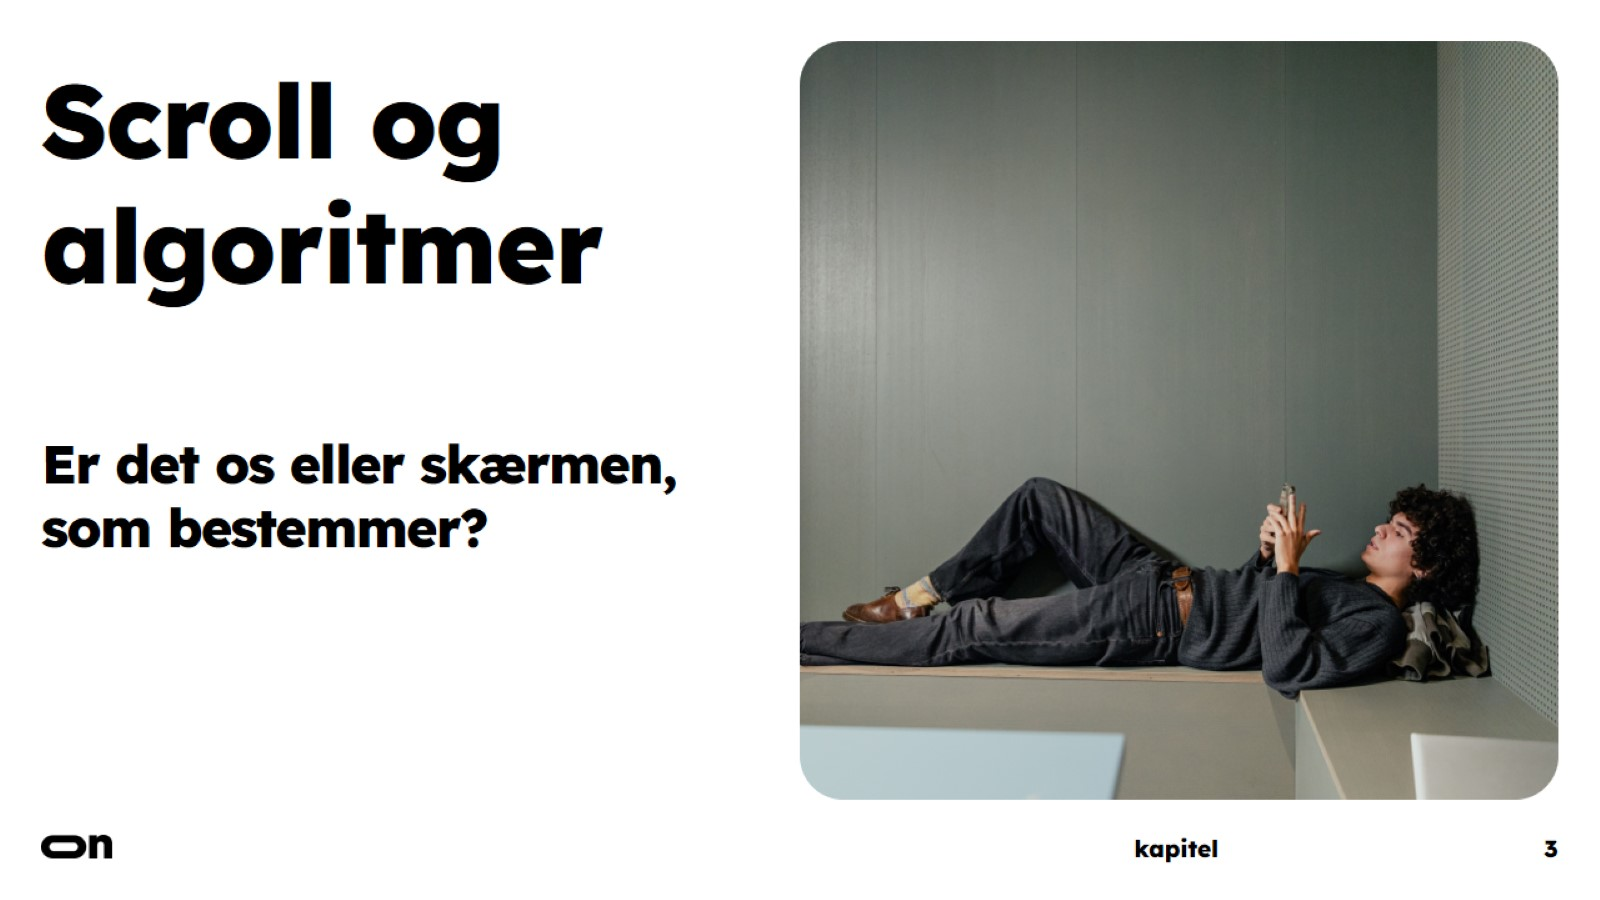 Scroll og
algoritmer
Er det os eller skærmen,
som bestemmer?
on
kapitel
3